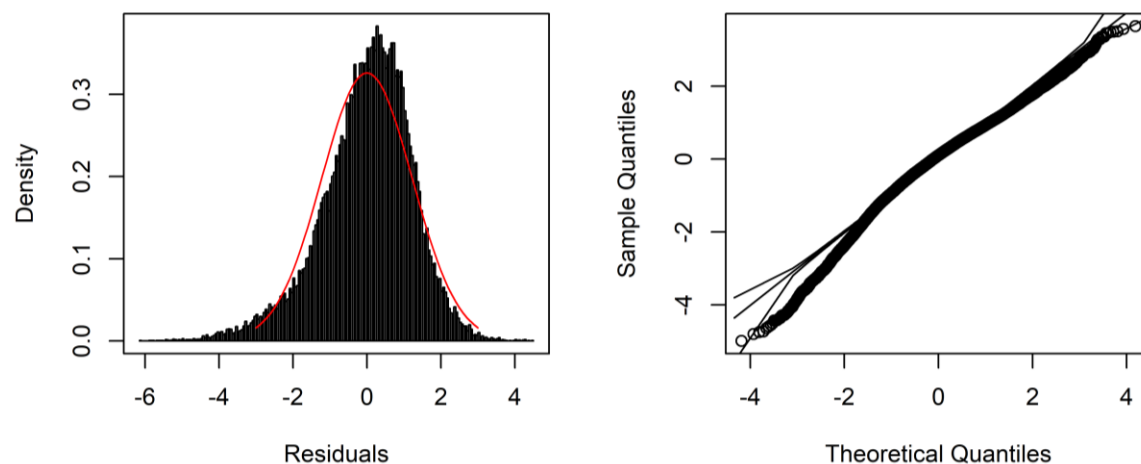 Density
0.0 0.1 0.2 0.3
-6 -4 -2 0 2 4
Residuals
Sample Quantiles
-4 -2 0 2
-4 -2 0 2 4
Theoretical Quantiles